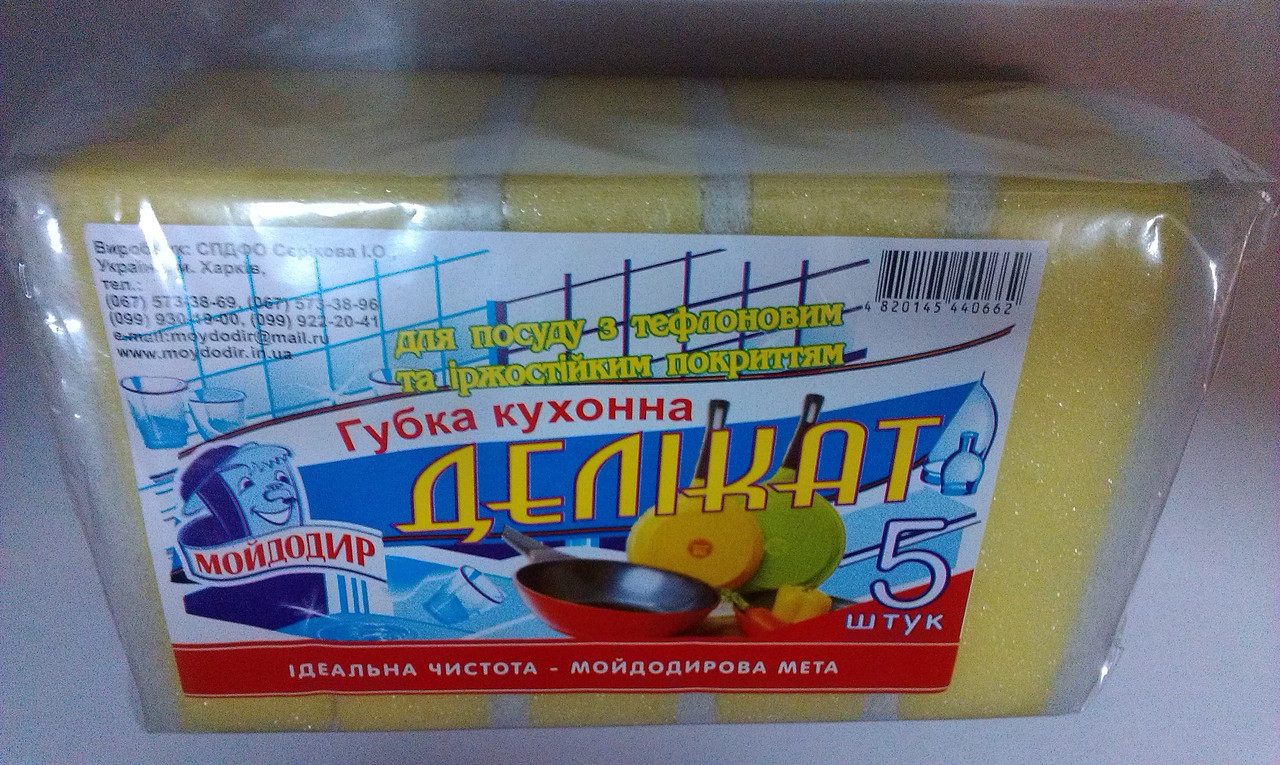 Виробник: СПДФО Сєрікова І.О.,
Україна, м. Харків,
тел.:
(067) 573-38-69, (067) 573-38-96
(099) 930-19-00, (099) 922-20-41
e-mail:moydodir@mail.ru
www.moydodir.in.ua
4 820145 440662
для посуду з тефлоновим
та іржостійким покриттям
Губка кухонна
ДЕЛІКАТ
МОЙДОДИР
5
штук
ІДЕАЛЬНА ЧИСТОТА - МОЙДОДИРОВА МЕТА